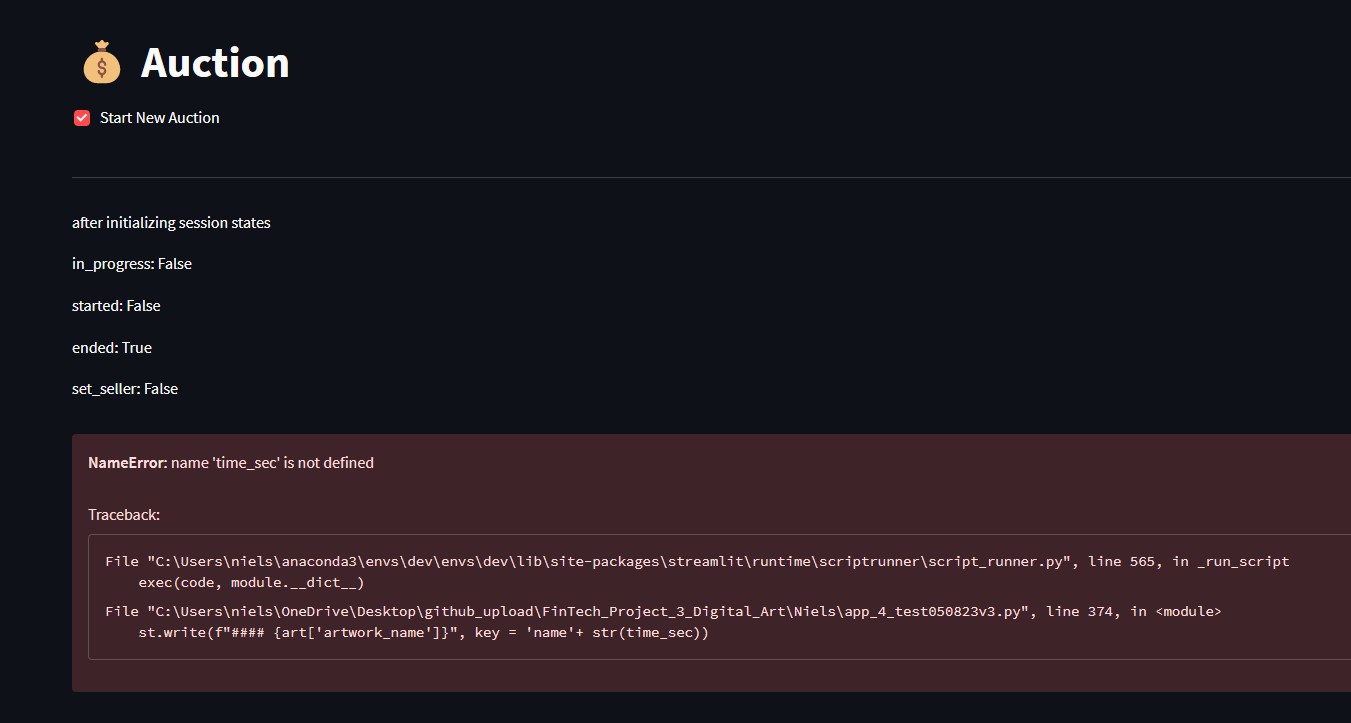 Auction
Start New Auction
after initializing session states
in_progress: False
started: False
ended: True
set_seller: False
NameError: name 'time_sec' is not defined
Traceback:
File "C:\Users\niels\anaconda3\envs\dev\envs\dev\lib\site-packages\streamlit\runtime\scriptrunner\script_runner.py", line 565, in _run_script
exec(code, module.__dict__)
File "C:\Users\niels\OneDrive\Desktop\github_upload\FinTech_Project_3_Digital_Art\Niels\app_4_test050823v3.py", line 374, in <module>
st.write(f"#### {art['artwork_name']}", key = 'name'+ str(time_sec))